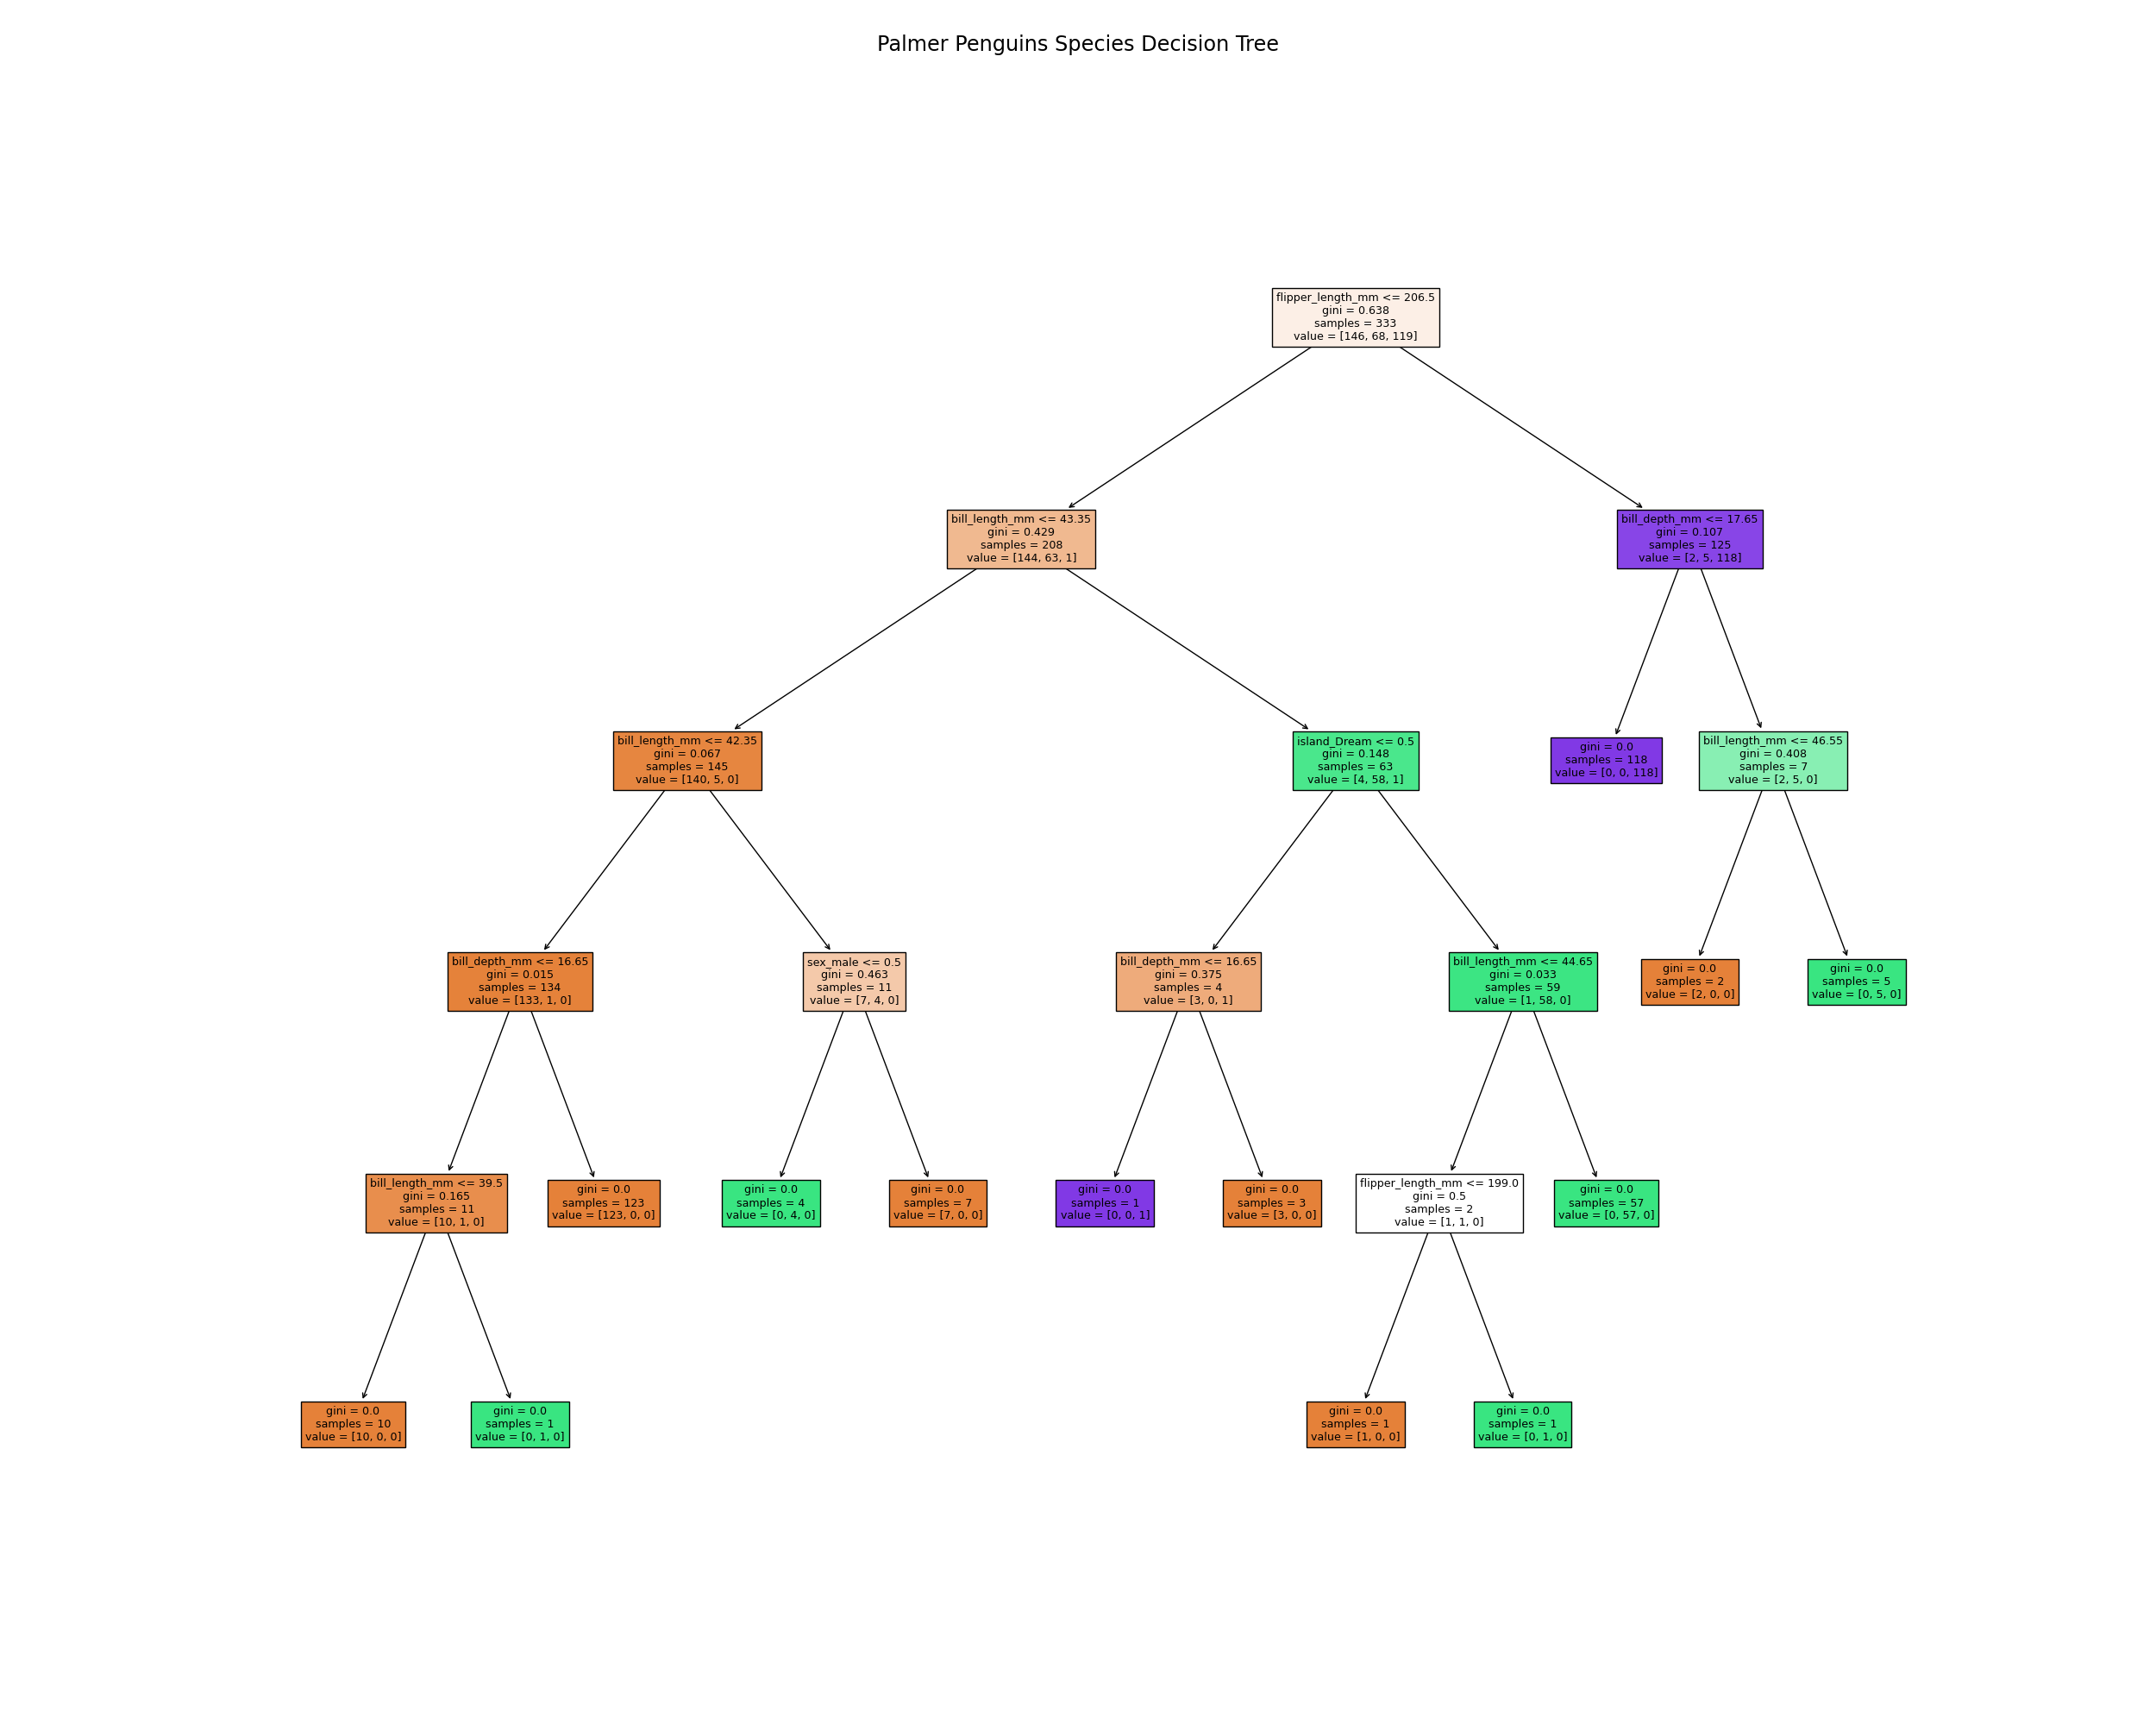 Palmer Penguins Species Decision Tree
flipper_length_mm <= 206.5
gini = 0.638
samples = 333
value = [146, 68, 119]
bill_length_mm <= 43.35
gini = 0.429
samples = 208
value = [144, 63, 1]
bill_depth_mm <= 17.65
gini = 0.107
samples = 125
value = [2, 5, 118]
bill_length_mm <= 42.35
gini = 0.067
samples = 145
value = [140, 5, 0]
island_Dream <= 0.5
gini = 0.148
samples = 63
value = [4, 58, 1]
gini = 0.0
samples = 118
value = [0, 0, 118]
bill_length_mm <= 46.55
gini = 0.408
samples = 7
value = [2, 5, 0]
bill_depth_mm <= 16.65
gini = 0.015
samples = 134
value = [133, 1, 0]
sex_male <= 0.5
gini = 0.463
samples = 11
value = [7, 4, 0]
bill_depth_mm <= 16.65
gini = 0.375
samples = 4
value = [3, 0, 1]
bill_length_mm <= 44.65
gini = 0.033
samples = 59
value = [1, 58, 0]
gini = 0.0
samples = 2
value = [2, 0, 0]
gini = 0.0
samples = 5
value = [0, 5, 0]
bill_length_mm <= 39.5
gini = 0.165
samples = 11
value = [10, 1, 0]
gini = 0.0
samples = 123
value = [123, 0, 0]
gini = 0.0
samples = 4
value = [0, 4, 0]
gini = 0.0
samples = 7
value = [7, 0, 0]
gini = 0.0
samples = 1
value = [0, 0, 1]
gini = 0.0
samples = 3
value = [3, 0, 0]
flipper_length_mm <= 199.0
gini = 0.5
samples = 2
value = [1, 1, 0]
gini = 0.0
samples = 57
value = [0, 57, 0]
gini = 0.0
samples = 10
value = [10, 0, 0]
gini = 0.0
samples = 1
value = [0, 1, 0]
gini = 0.0
samples = 1
value = [1, 0, 0]
gini = 0.0
samples = 1
value = [0, 1, 0]